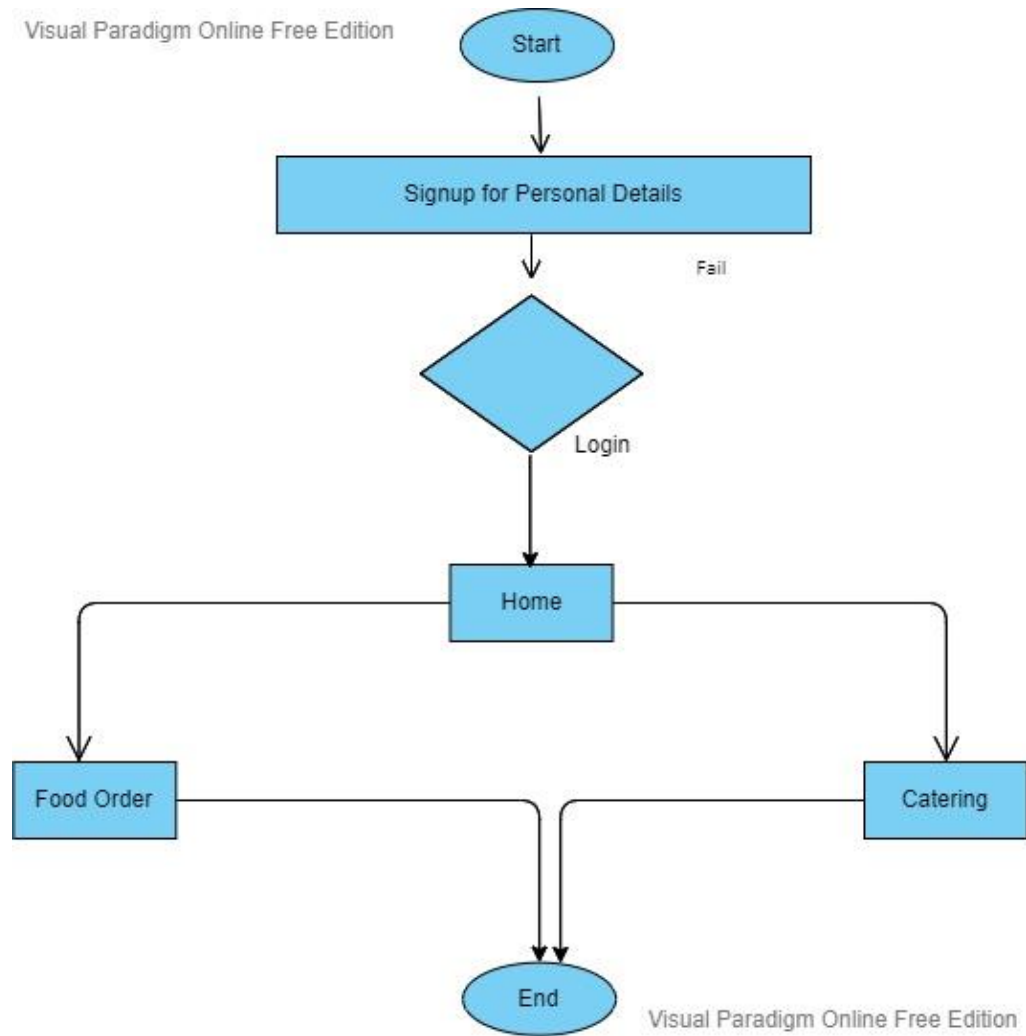 Visual Paradigm Online Free Edition
Start
Signup for Personal Details
Fail
Login
Home
Food Order
Catering
End
Visual Paradigm Online Free Edition